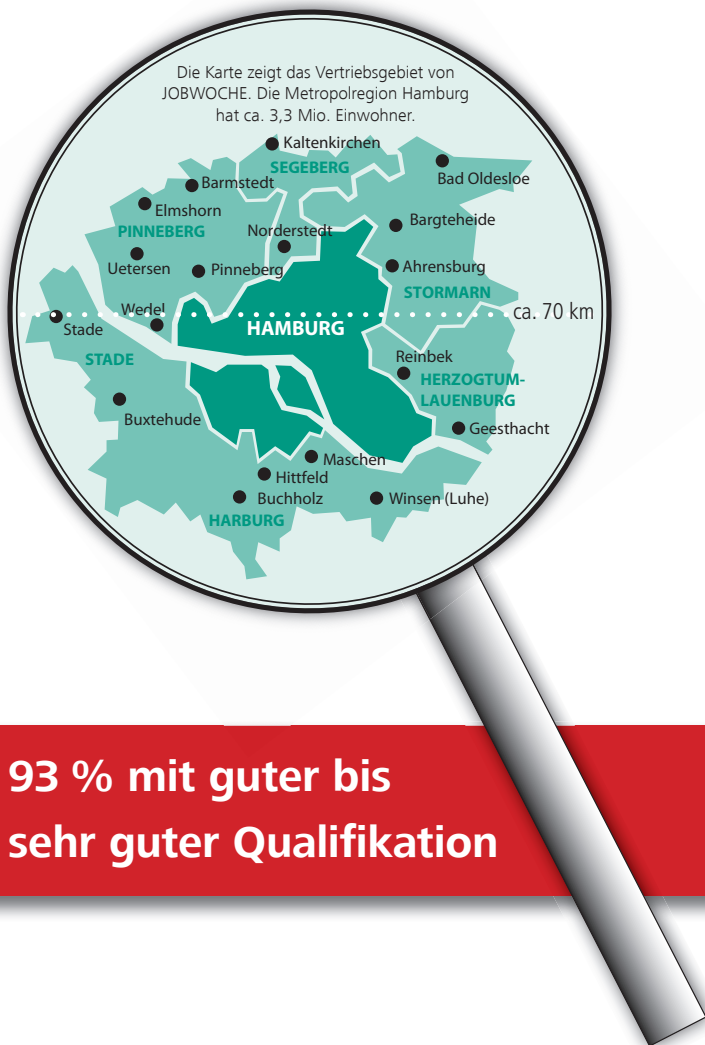 Die Karte zeigt das Vertriebsgebiet von
JOBWOCHE. Die Metropolregion Hamburg
hat ca. 3,3 Mio. Einwohner.
Kaltenkirchen
SEGEBERG
Bad Oldesloe
Barmstedt
Elmshorn
Bargteheide
PINNEBERG
Norderstedt
Uetersen
Pinneberg
Ahrensburg
STORMARN
Wedel
ca. 70 km
Stade
HAMBURG
STADE
Reinbek
HERZOGTUM-
LAUENBURG
Buxtehude
Geesthacht
Maschen
Hittfeld
Buchholz
Winsen (Luhe)
HARBURG
93 % mit guter bis
sehr guter Qualifikation